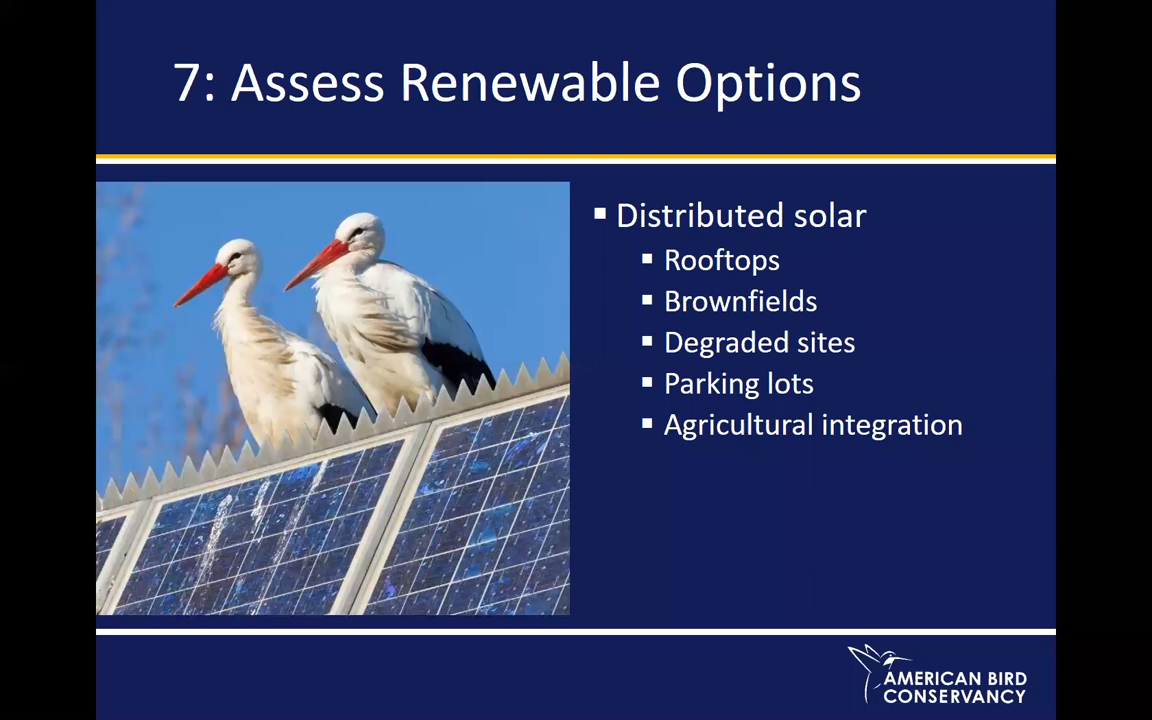 7: Assess Renewable Options
Distributed solar
Rooftops
Brownfields
Degraded sites
Parking lots
Agricultural integration
AMERICAN BIRD
CONSERVANCY